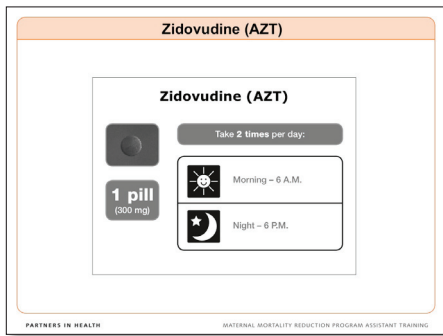 Zidovudine (AZT)
Zidovudine (AZT)
Take 2 times per day:
1 pill
(300 mg)
Morning – 6 A.M.
Night – 6 P.M.
PARTNERS IN HEALTH
MATERNAL MORTALITY REDUCTION PROGRAM ASSISTANT TRAINING